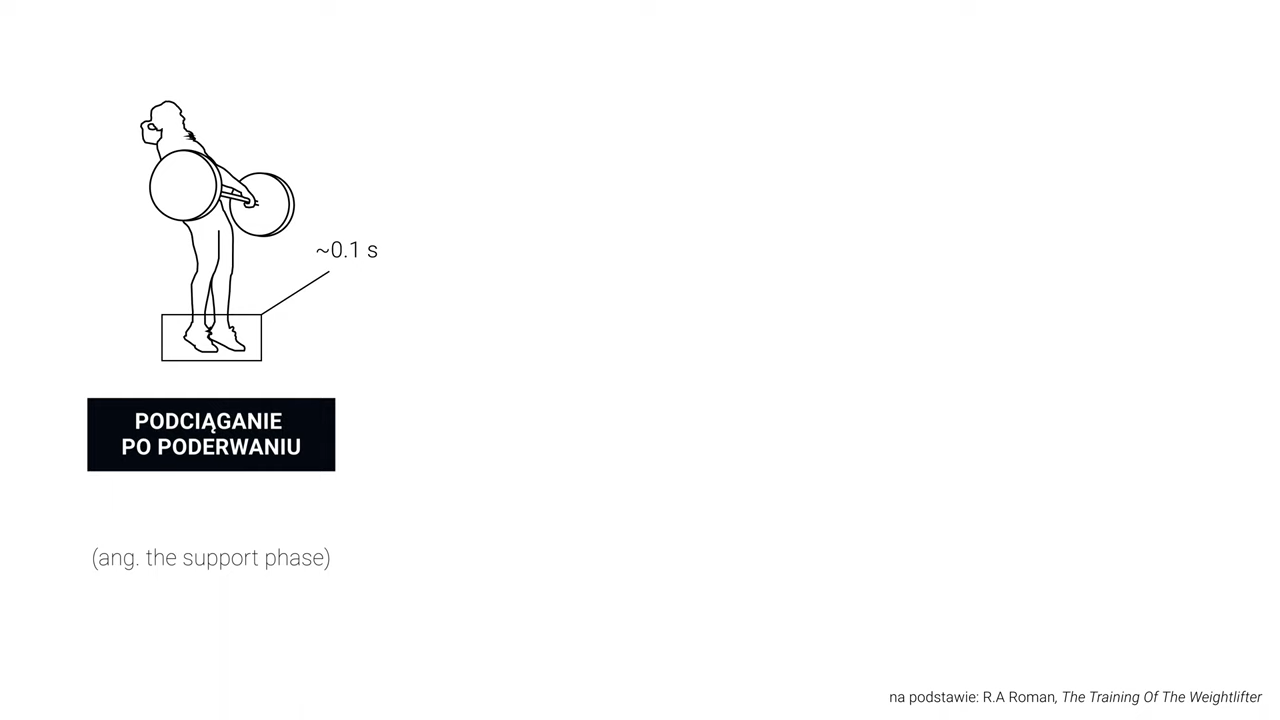 ~0.1 s
PODCIĄGANIE
PO PODERWANIU
(ang. the support phase)
na podstawie: R.A Roman, The Training Of The Weightlifter